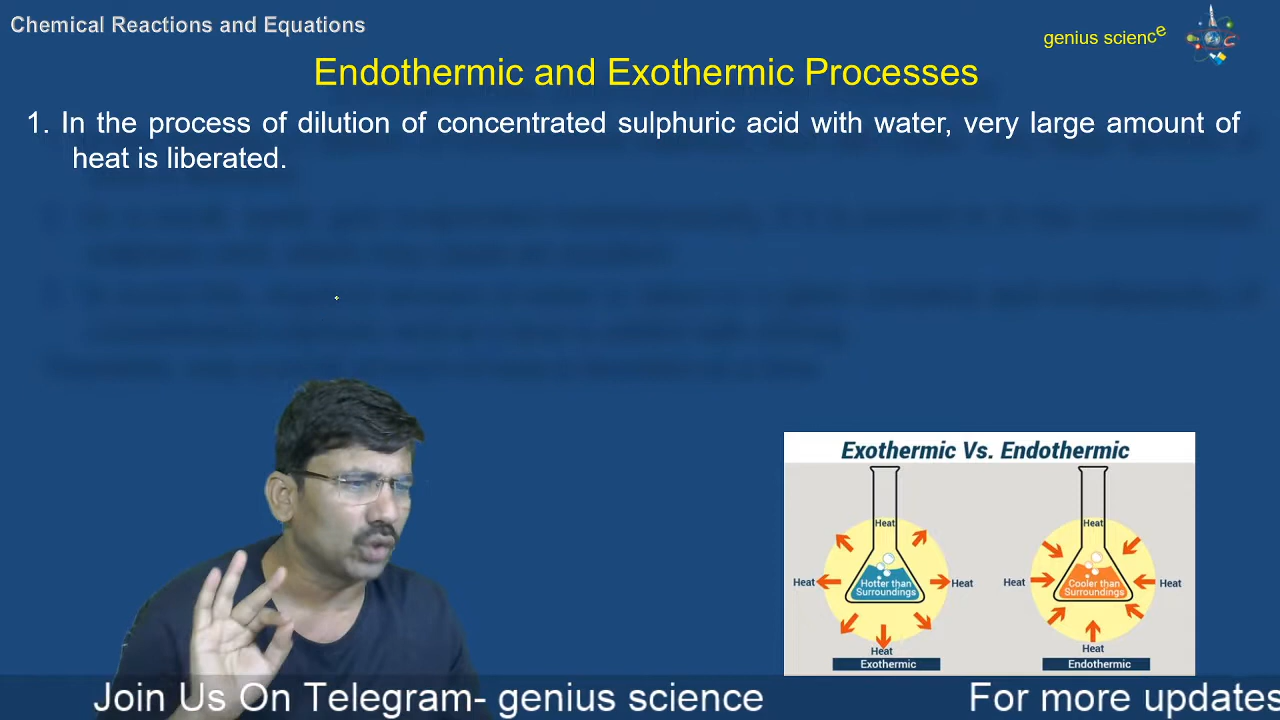 Chemical Reactions and Equations
genius science
Endothermic and Exothermic Processes
1. In the process of dilution of concentrated sulphuric acid with water, very large amount of
heat is liberated.
Exothermic Vs. Endothermic
Heat
Heat
Heat
Hotter than
Surroundings
Heat
Exothermic
Heat
Heat
Heat
Cooler than
Surroundings
Heat
Endothermic
Join Us On Telegram- genius science
For more updates